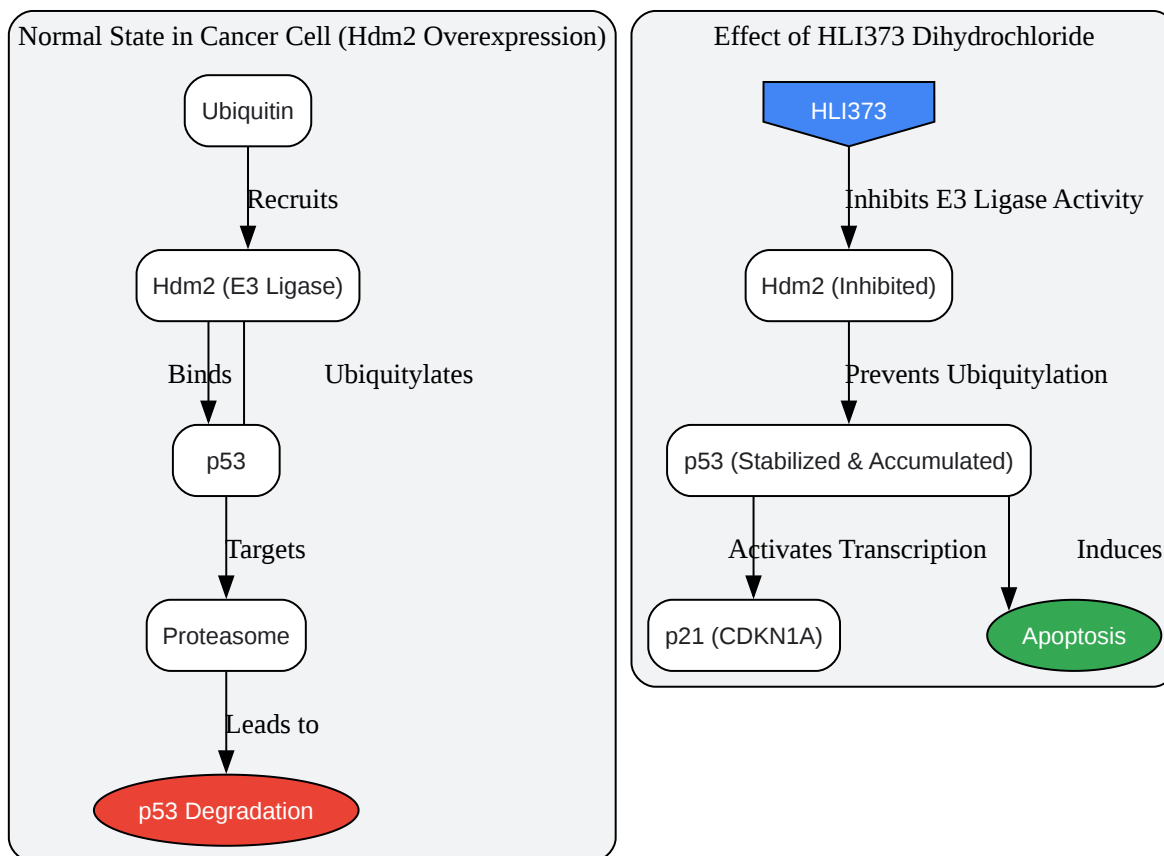 Normal State in Cancer Cell (Hdm2 Overexpression)
Ubiquitin
Recruits
Hdm2 (E3 Ligase)
Binds
Ubiquitylates
p53
Targets
Proteasome
Leads to
p53 Degradation
Effect of HLI373 Dihydrochloride
HLI373
Inhibits E3 Ligase Activity
Hdm2 (Inhibited)
Prevents Ubiquitylation
p53 (Stabilized & Accumulated)
Activates Transcription
Induces
p21 (CDKN1A)
Apoptosis